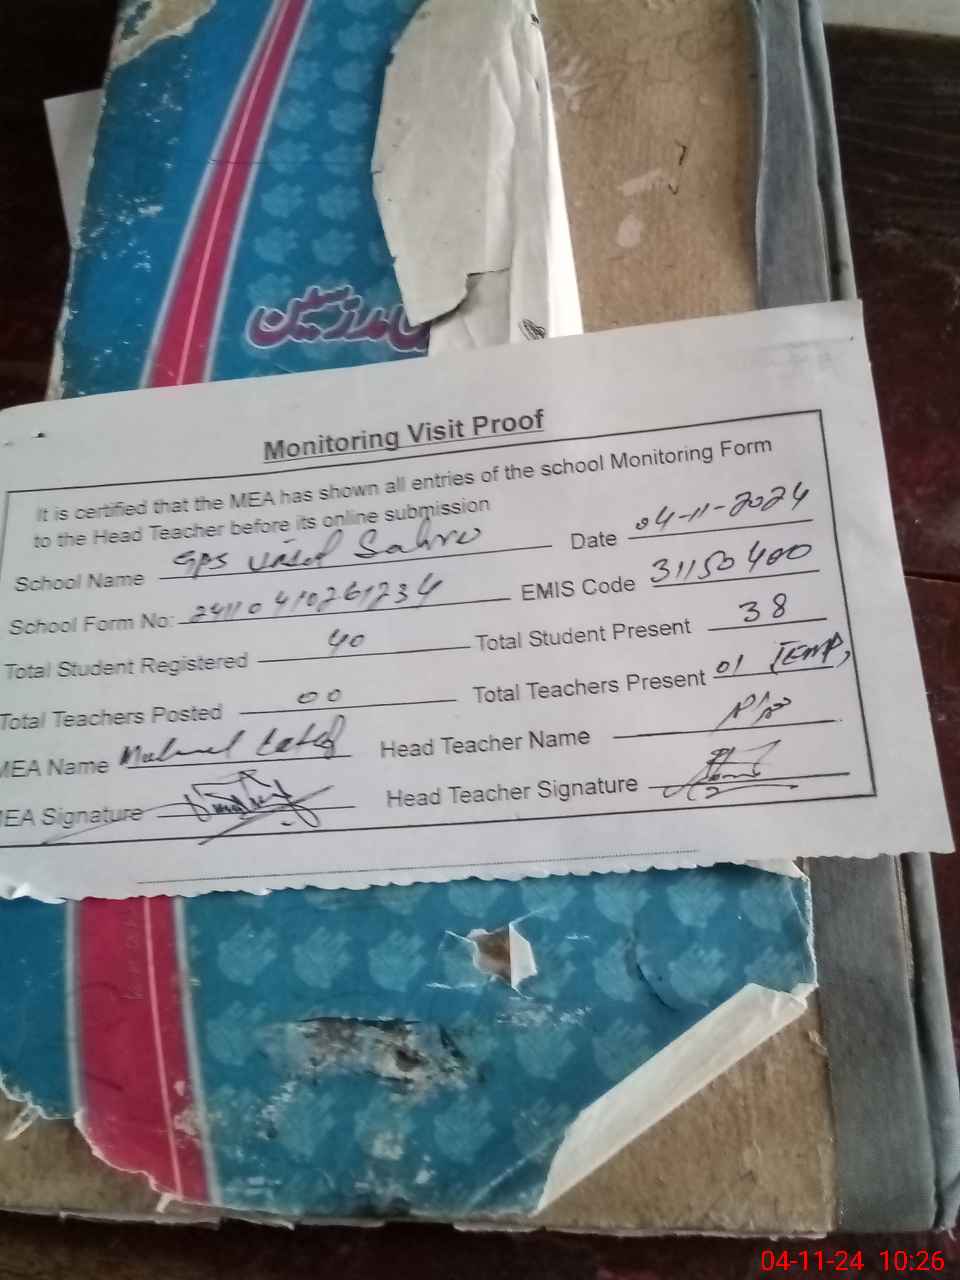 Monitoring Visit Proof
It is certified that the MEA has shown all entries of the school Monitoring Form
to the Head Teacher before its online submission
School Name GPS Date 04-11-2024
School Form No: 24110410261234 EMIS Code 31150400
Total Student Registered 40 Total Student Present 38
Total Teachers Posted 00 Total Teachers Present 01 TEMP,
MEA Name Head Teacher Name
MEA Signature Head Teacher Signature
04-11-24 10:26